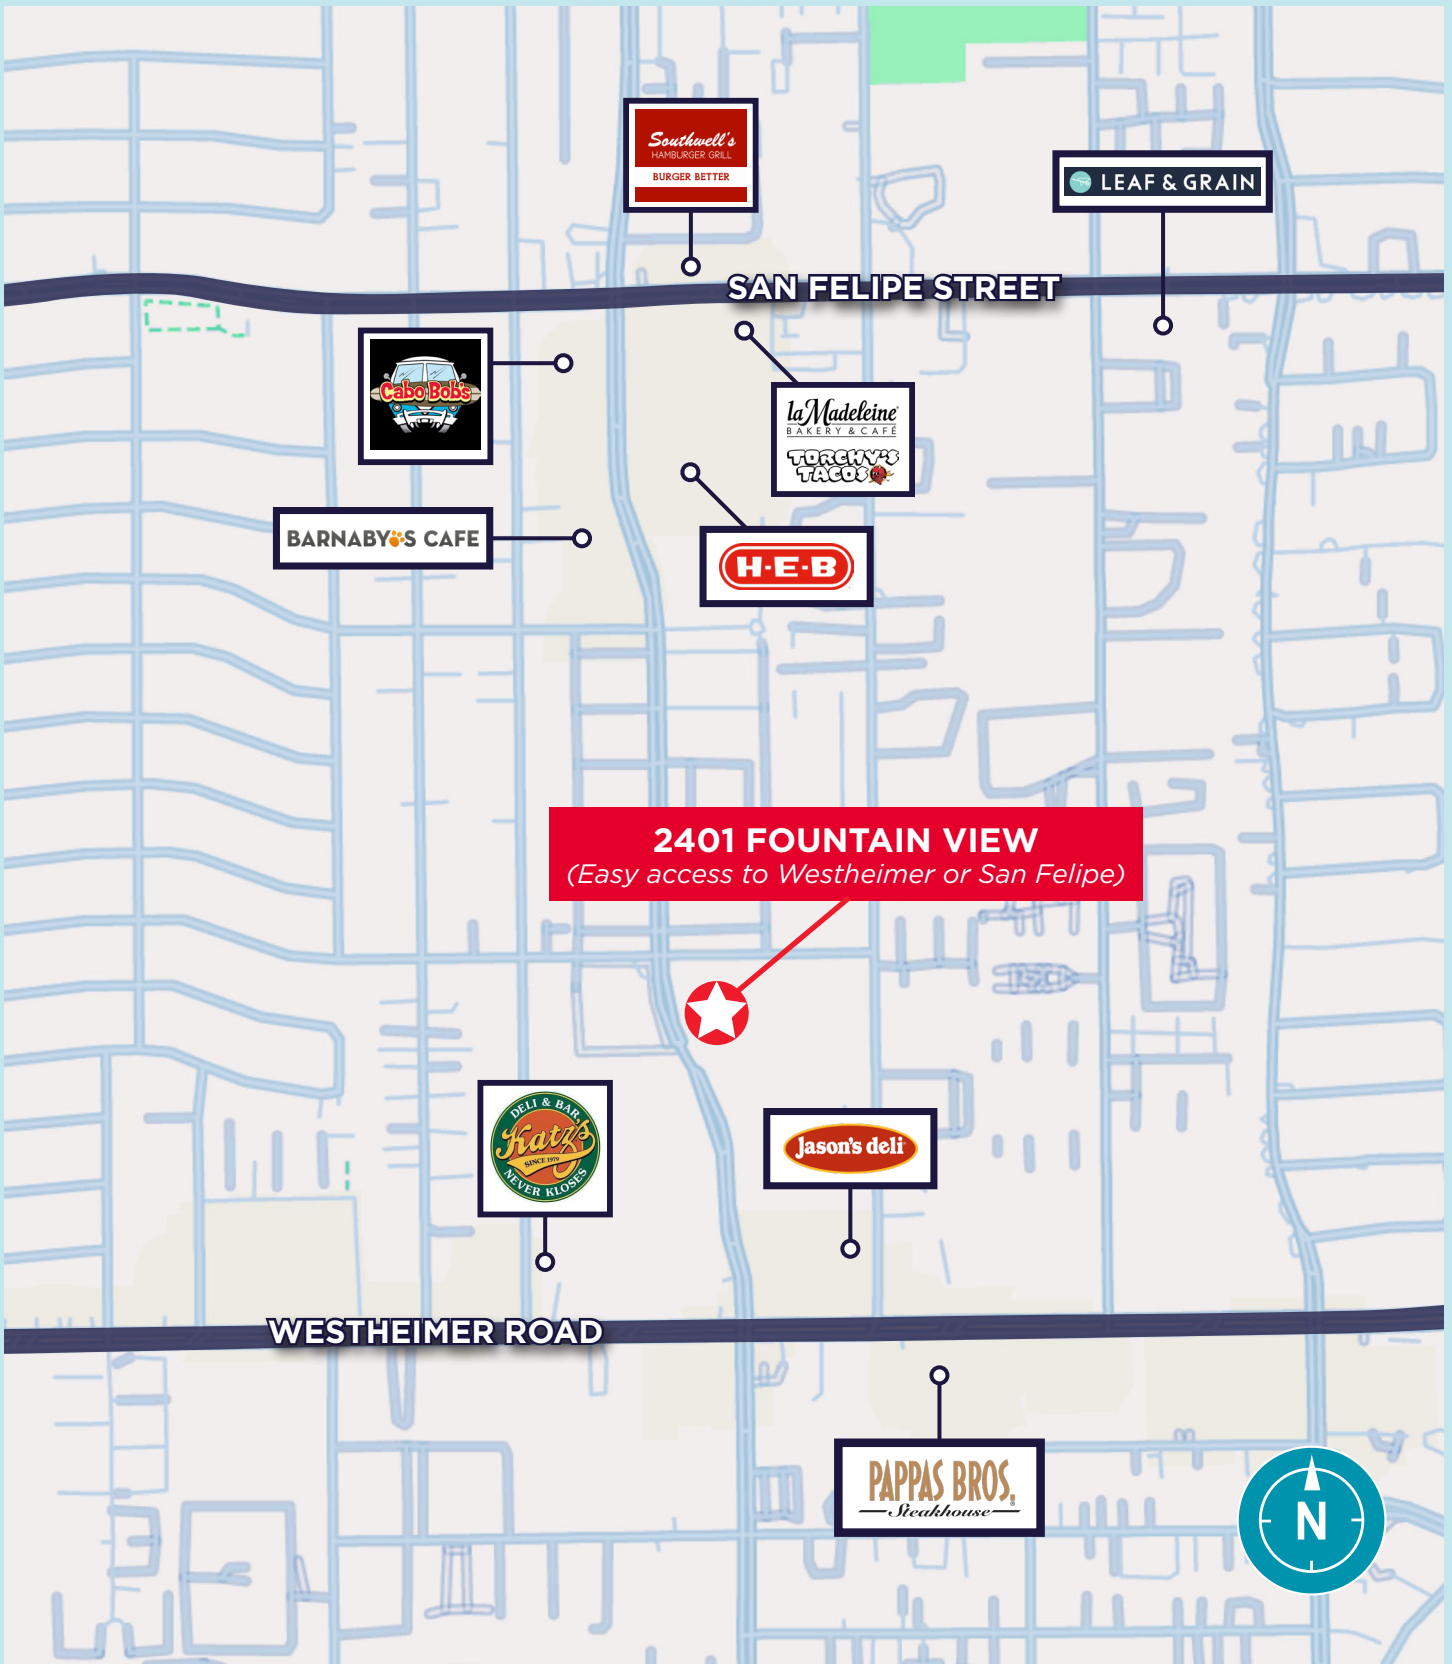 Southwell's
HAMBURGER GRILL
BURGER BETTER
LEAF & GRAIN
SAN FELIPE STREET
Cabo Bob's
la Madeleine
BAKERY & CAFÉ
TORCHY'S
TACOS
BARNABY'S CAFE
H-E-B
2401 FOUNTAIN VIEW
(Easy access to Westheimer or San Felipe)
DELI & BAR
Katz's
SINCE 1979
NEVER KLOSES
Jason's deli
WESTHEIMER ROAD
PAPPAS BROS.
Steakhouse
N